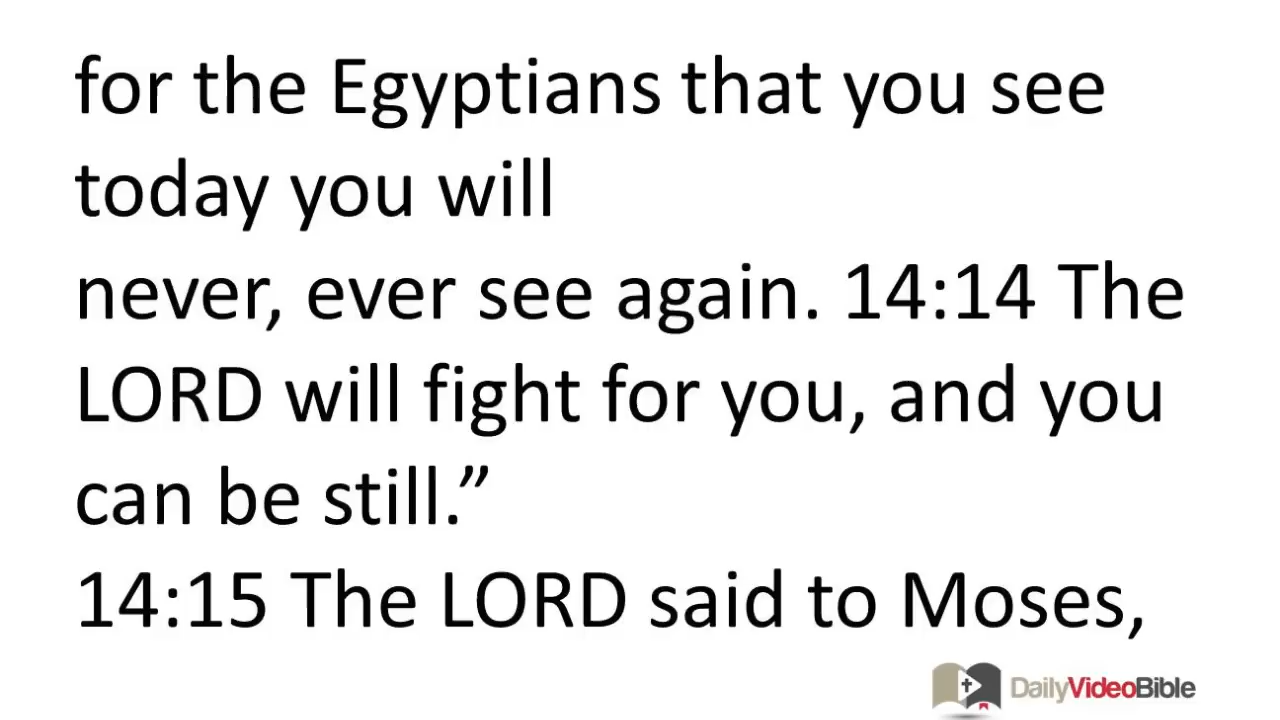 for the Egyptians that you see
today you will
never, ever see again. 14:14 The
LORD will fight for you, and you
can be still.”
14:15 The LORD said to Moses,
DailyVideoBible